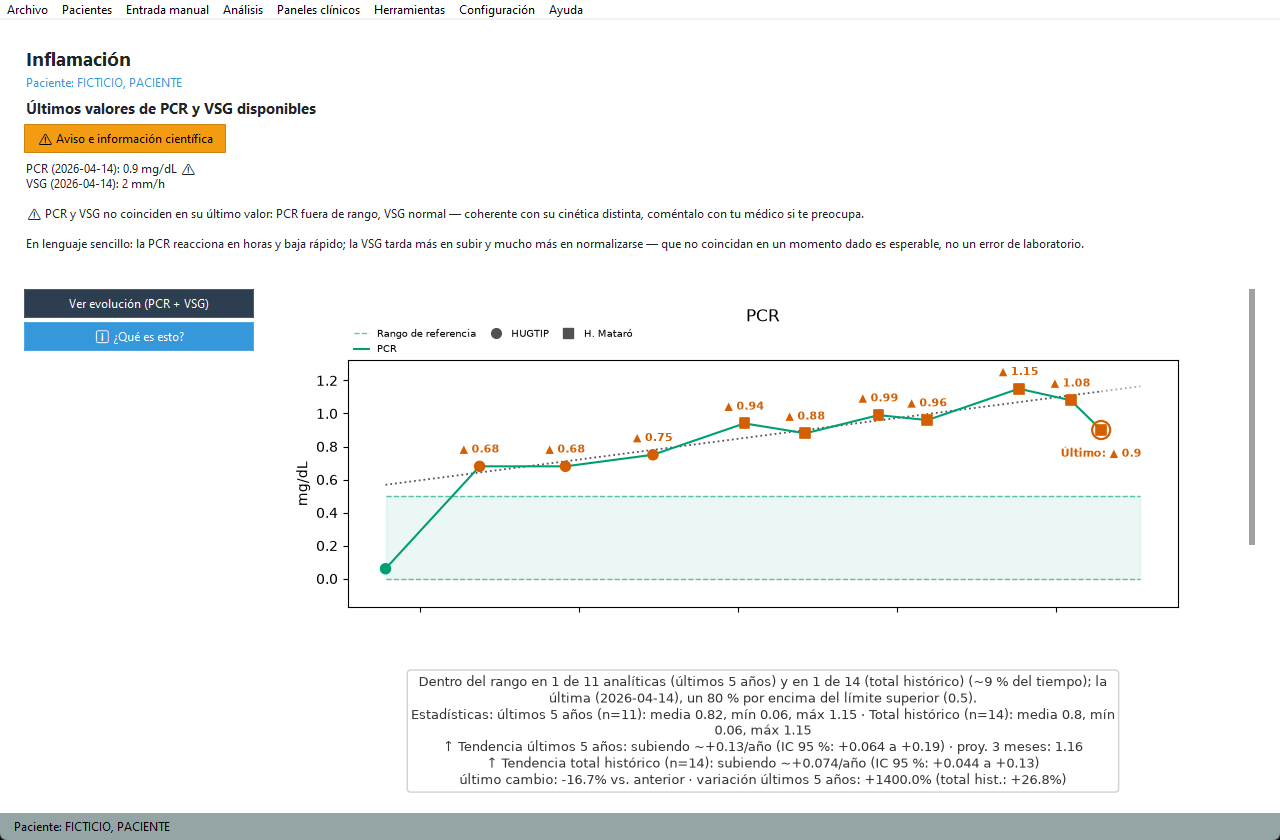 Archivo Pacientes Entrada manual Análisis Paneles clínicos Herramientas Configuración Ayuda
Inflamación
Paciente: FICTICIO, PACIENTE
Últimos valores de PCR y VSG disponibles
⚠ Aviso e información científica
PCR (2026-04-14): 0.9 mg/dL ⚠
VSG (2026-04-14): 2 mm/h
⚠ PCR y VSG no coinciden en su último valor: PCR fuera de rango, VSG normal — coherente con su cinética distinta, coméntalo con tu médico si te preocupa.
En lenguaje sencillo: la PCR reacciona en horas y baja rápido; la VSG tarda más en subir y mucho más en normalizarse — que no coincidan en un momento dado es esperable, no un error de laboratorio.
Ver evolución (PCR + VSG)
ℹ ¿Qué es esto?
PCR
Rango de referencia HUGTIP H. Mataró
PCR
mg/dL
1.2
1.0
0.8
0.6
0.4
0.2
0.0
▲ 0.68
▲ 0.68
▲ 0.75
▲ 0.94
▲ 0.88
▲ 0.99
▲ 0.96
▲ 1.15
▲ 1.08
Último: ▲ 0.9
Dentro del rango en 1 de 11 analíticas (últimos 5 años) y en 1 de 14 (total histórico) (~9 % del tiempo); la
última (2026-04-14), un 80 % por encima del límite superior (0.5).
Estadísticas: últimos 5 años (n=11): media 0.82, mín 0.06, máx 1.15 · Total histórico (n=14): media 0.8, mín
0.06, máx 1.15
↑ Tendencia últimos 5 años: subiendo ~+0.13/año (IC 95 %: +0.064 a +0.19) · proy. 3 meses: 1.16
↑ Tendencia total histórico (n=14): subiendo ~+0.074/año (IC 95 %: +0.044 a +0.13)
último cambio: -16.7% vs. anterior · variación últimos 5 años: +1400.0% (total hist.: +26.8%)
Paciente: FICTICIO, PACIENTE